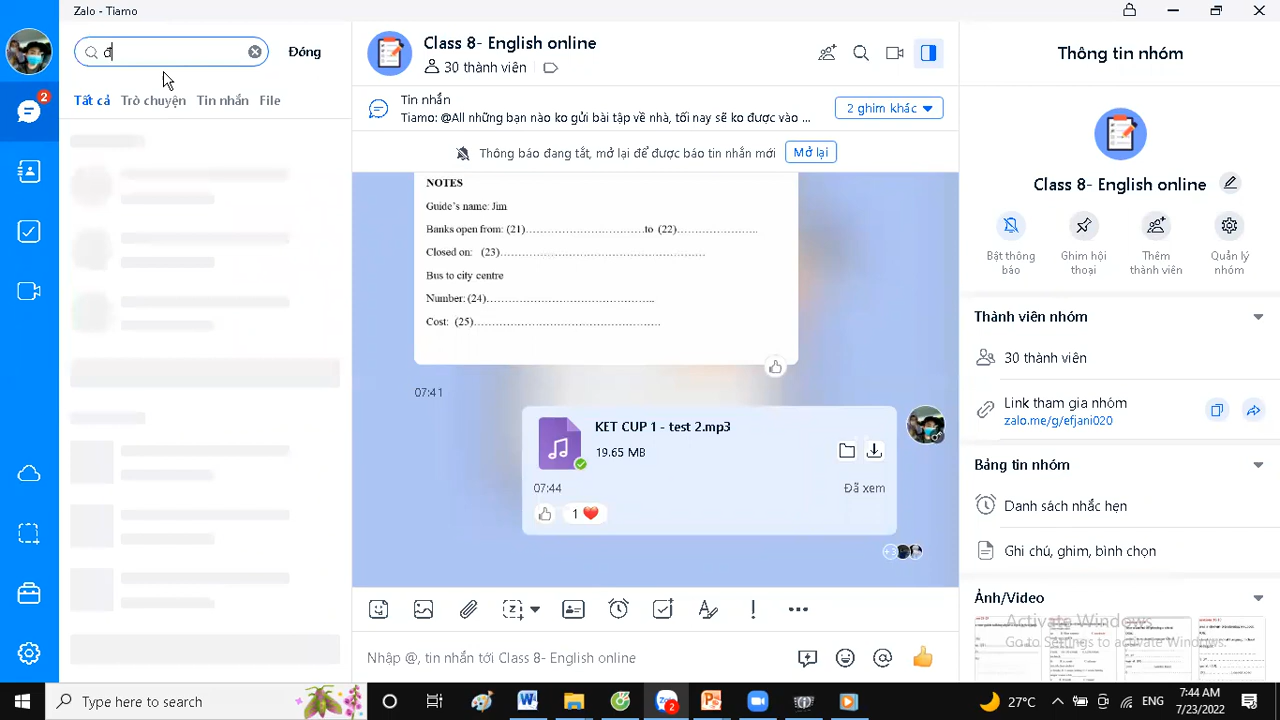 Zalo - Tiamo
đ
Đóng
Tất cả Trò chuyện Tin nhắn File
2
Class 8- English online
30 thành viên
Tin nhắn
Tiamo: @All những bạn nào ko gửi bài tập về nhà, tối nay sẽ ko được vào ...
2 ghim khác
Thông báo đang tắt, mở lại để được báo tin nhắn mới
Mở lại
NOTES
Guide's name: Jim
Banks open from: (21)……………………………to (22)…………………..
Closed on: (23)……………………………………………………
Bus to city centre
Number: (24)…………………………………………..
Cost: (25)…………………………………………………
07:41
KET CUP 1 - test 2.mp3
19.65 MB
07:44
Đã xem
1
+3
@ tin nhắn tới Class 8- English online
Thông tin nhóm
Class 8- English online
Bật thông báo
Ghim hội thoại
Thêm thành viên
Quản lý nhóm
Thành viên nhóm
30 thành viên
Link tham gia nhóm
zalo.me/g/efjani020
Bảng tin nhóm
Danh sách nhắc hẹn
Ghi chú, ghim, bình chọn
Ảnh/Video
Activate Windows
Go to Settings to activate Windows.
Type here to search
2
27°C
ENG
7:44 AM
7/23/2022